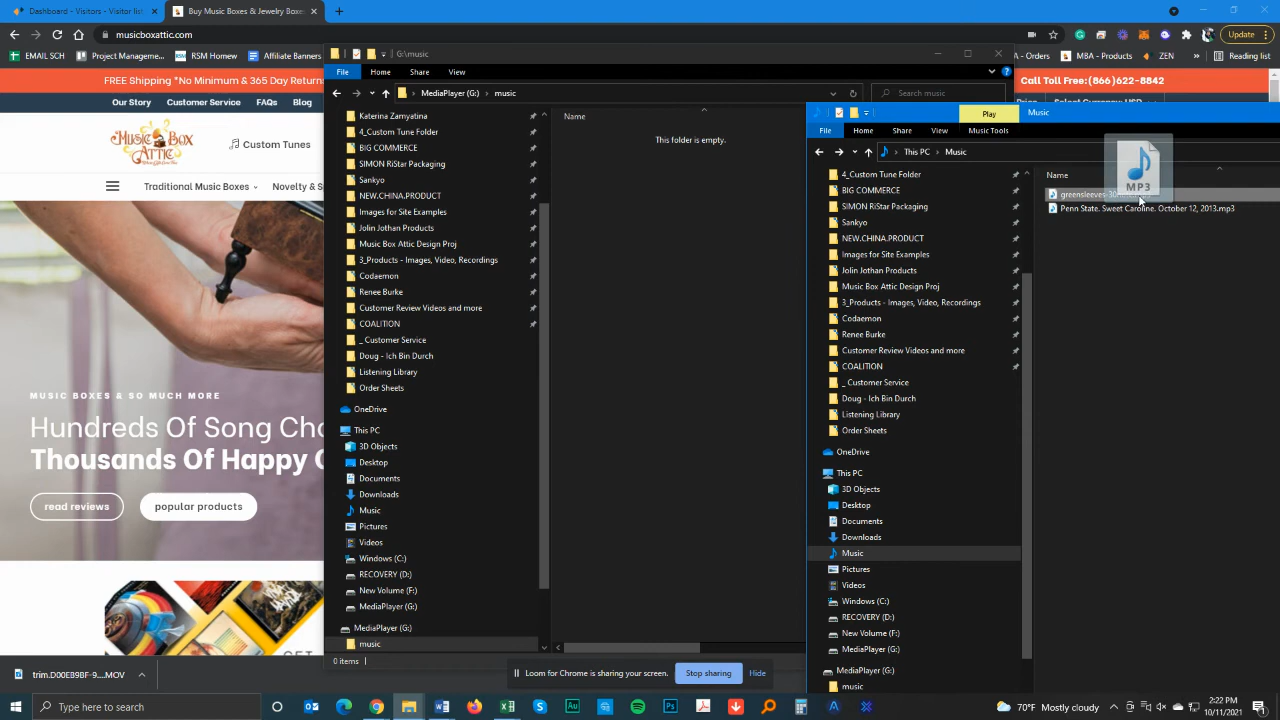 Dashboard - Visitors - Visitor list
Buy Music Boxes & Jewelry Boxes
musicboxattic.com
Update
EMAIL SCH
Project Manageme...
RSM Homepage
Affiliate Banners
A - Orders
MBA - Products
ZEN
Reading list
FREE Shipping *No Minimum & 365 Day Return
Call Toll Free:(866)622-8842
Our Story
Customer Service
FAQs
Blog
Music Box Attic
Custom Tunes
Traditional Music Boxes
Novelty & S
MUSIC BOXES & SO MUCH MORE
Hundreds Of Song Cho
Thousands Of Happy C
read reviews
popular products
G:\music
File
Home
Share
View
MediaPlayer (G:)
music
Search music
Katerina Zamyatina
4_Custom Tune Folder
BIG COMMERCE
SIMON RiStar Packaging
Sankyo
NEW.CHINA.PRODUCT
Images for Site Examples
Jolin Jothan Products
Music Box Attic Design Proj
3_Products - Images, Video, Recordings
Codaemon
Renee Burke
Customer Review Videos and more
COALITION
_ Customer Service
Doug - Ich Bin Durch
Listening Library
Order Sheets
OneDrive
This PC
3D Objects
Desktop
Documents
Downloads
Music
Pictures
Videos
Windows (C:)
RECOVERY (D:)
New Volume (F:)
MediaPlayer (G:)
MediaPlayer (G:)
music
0 items
Name
This folder is empty.
Play
Music
File
Home
Share
View
Music Tools
This PC
Music
4_Custom Tune Folder
BIG COMMERCE
SIMON RiStar Packaging
Sankyo
NEW.CHINA.PRODUCT
Images for Site Examples
Jolin Jothan Products
Music Box Attic Design Proj
3_Products - Images, Video, Recordings
Codaemon
Renee Burke
Customer Review Videos and more
COALITION
_ Customer Service
Doug - Ich Bin Durch
Listening Library
Order Sheets
OneDrive
This PC
3D Objects
Desktop
Documents
Downloads
Music
Pictures
Videos
Windows (C:)
RECOVERY (D:)
New Volume (F:)
MediaPlayer (G:)
MediaPlayer (G:)
music
Name
MP3
Penn State. Sweet Caroline. October 12, 2013.mp3
Loom for Chrome is sharing your screen.
Stop sharing
Hide
trim.D00EB98F-9....MOV
Type here to search
70°F Mostly cloudy
2:22 PM
10/11/2021